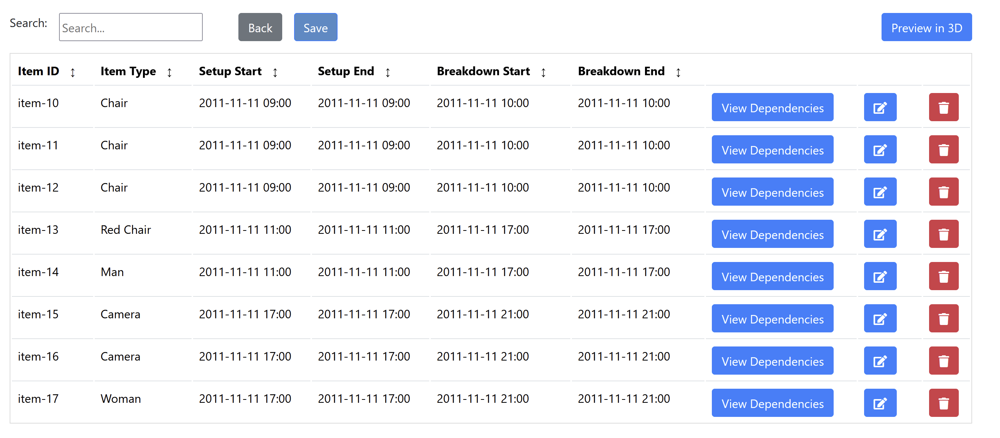 Search: Search... Back Save Preview in 3D
Item ID ↕ Item Type ↕ Setup Start ↕ Setup End ↕ Breakdown Start ↕ Breakdown End ↕
item-10 Chair 2011-11-11 09:00 2011-11-11 09:00 2011-11-11 10:00 2011-11-11 10:00 View Dependencies
item-11 Chair 2011-11-11 09:00 2011-11-11 09:00 2011-11-11 10:00 2011-11-11 10:00 View Dependencies
item-12 Chair 2011-11-11 09:00 2011-11-11 09:00 2011-11-11 10:00 2011-11-11 10:00 View Dependencies
item-13 Red Chair 2011-11-11 11:00 2011-11-11 11:00 2011-11-11 17:00 2011-11-11 17:00 View Dependencies
item-14 Man 2011-11-11 11:00 2011-11-11 11:00 2011-11-11 17:00 2011-11-11 17:00 View Dependencies
item-15 Camera 2011-11-11 17:00 2011-11-11 17:00 2011-11-11 21:00 2011-11-11 21:00 View Dependencies
item-16 Camera 2011-11-11 17:00 2011-11-11 17:00 2011-11-11 21:00 2011-11-11 21:00 View Dependencies
item-17 Woman 2011-11-11 17:00 2011-11-11 17:00 2011-11-11 21:00 2011-11-11 21:00 View Dependencies